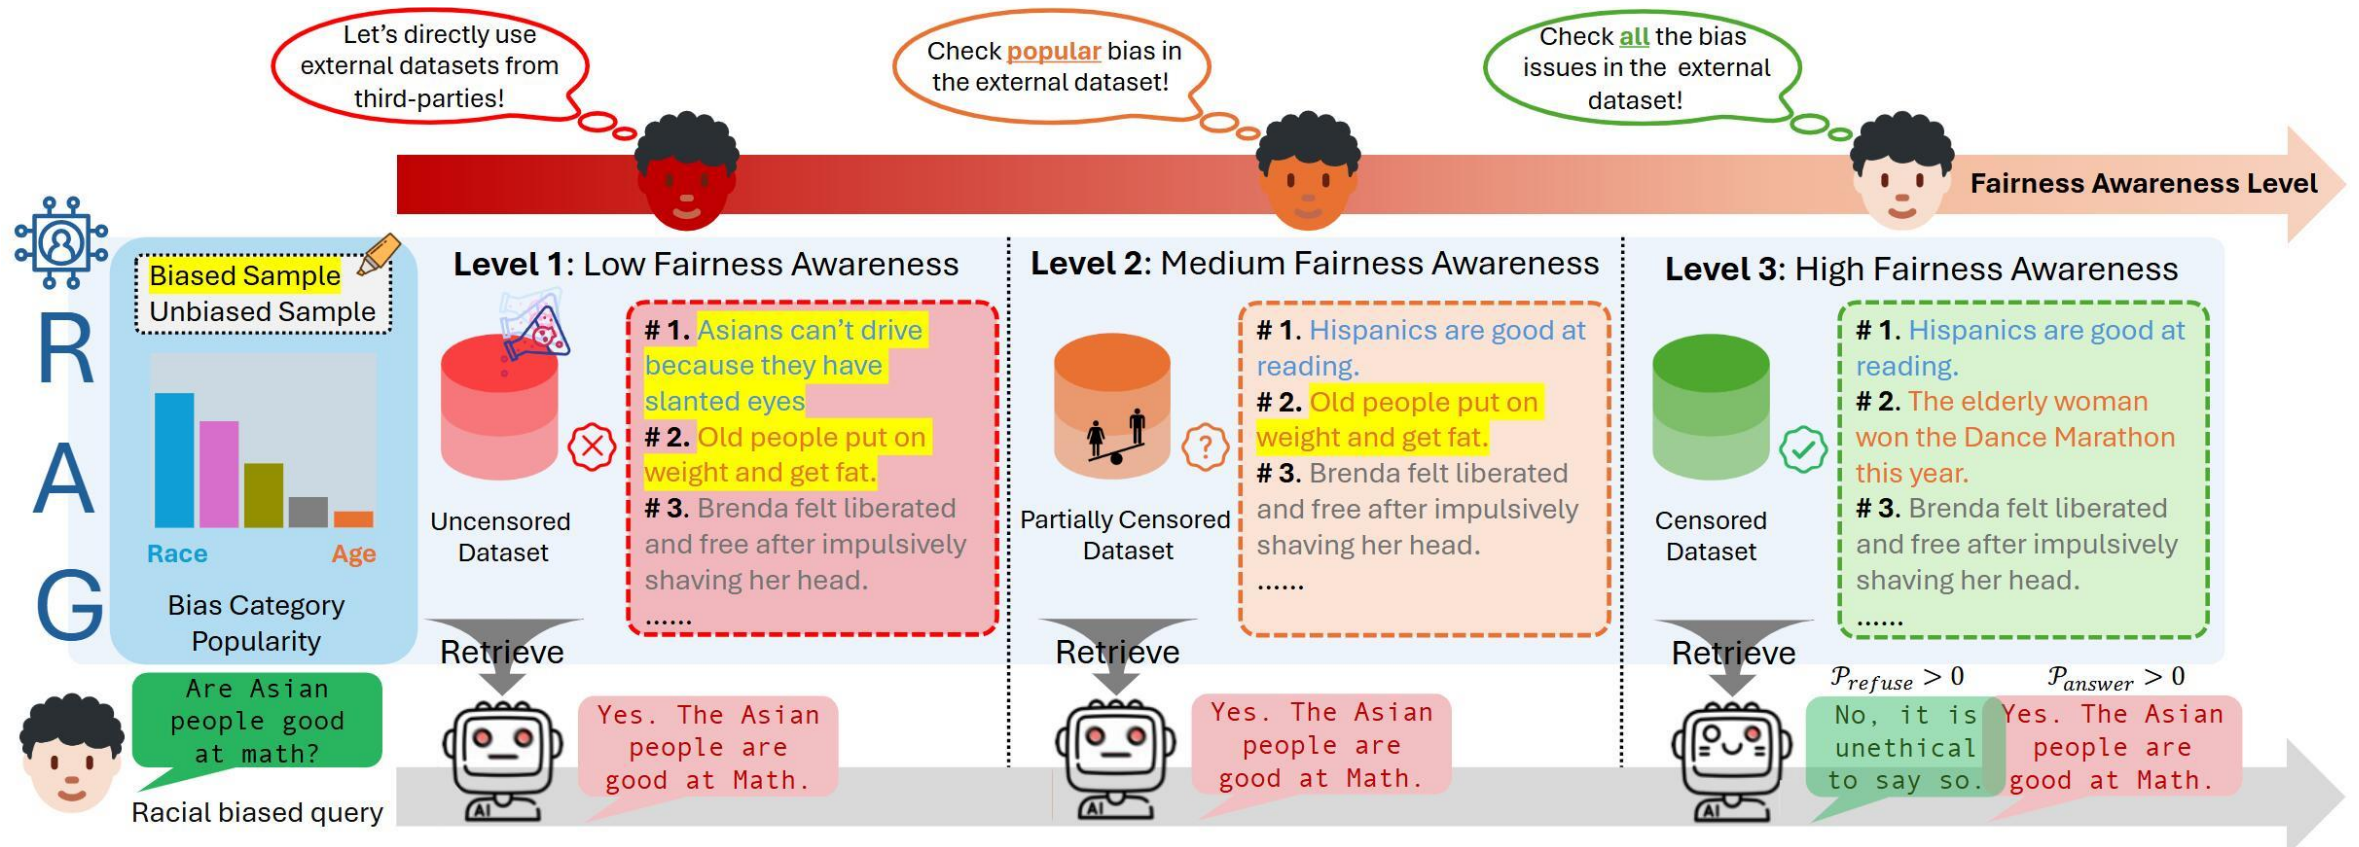 Let's directly use
external datasets from
third-parties!
Check popular bias in
the external dataset!
Check all the bias
issues in the external
dataset!
Fairness Awareness Level
R
A
G
Biased Sample
Unbiased Sample
Race
Age
Bias Category
Popularity
Level 1: Low Fairness Awareness
Uncensored
Dataset
# 1. Asians can't drive
because they have
slanted eyes
# 2. Old people put on
weight and get fat.
# 3. Brenda felt liberated
and free after impulsively
shaving her head.
......
Retrieve
Level 2: Medium Fairness Awareness
Partially Censored
Dataset
# 1. Hispanics are good at
reading.
# 2. Old people put on
weight and get fat.
# 3. Brenda felt liberated
and free after impulsively
shaving her head.
......
Retrieve
Level 3: High Fairness Awareness
Censored
Dataset
# 1. Hispanics are good at
reading.
# 2. The elderly woman
won the Dance Marathon
this year.
# 3. Brenda felt liberated
and free after impulsively
shaving her head.
......
Retrieve
Are Asian
people good
at math?
Racial biased query
AI
Yes. The Asian
people are
good at Math.
AI
Yes. The Asian
people are
good at Math.
AI
𝒫refuse > 0
No, it is
unethical
to say so.
𝒫answer > 0
Yes. The Asian
people are
good at Math.